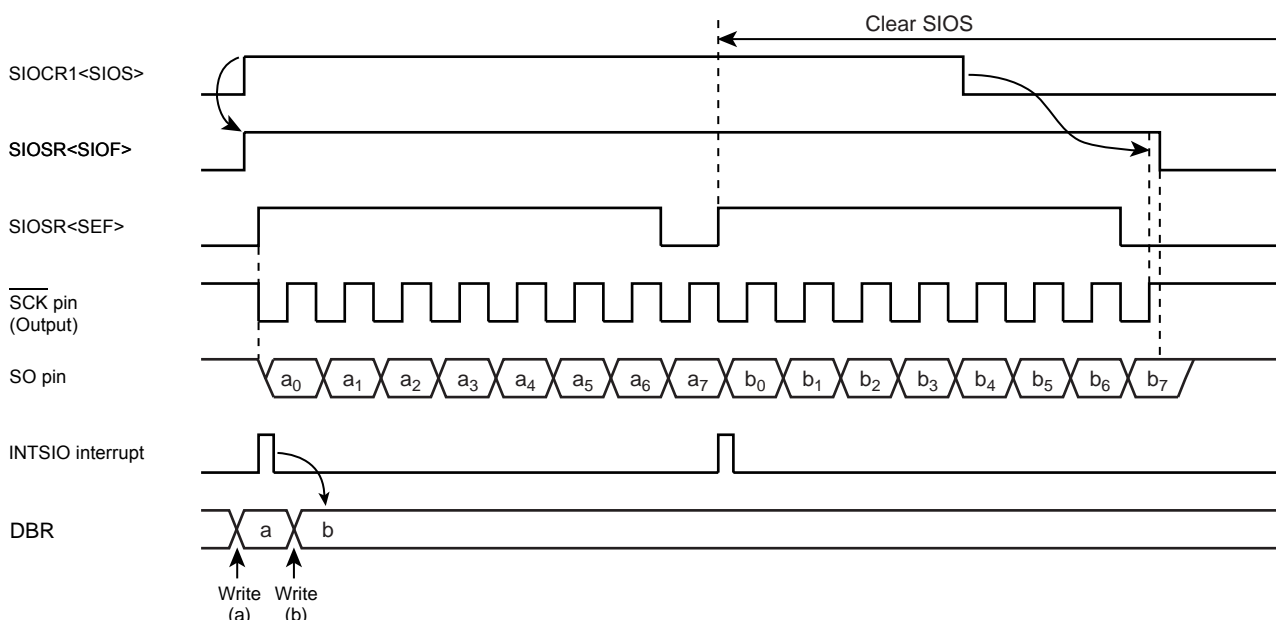 Clear SIOS
SIOCR1<SIOS>
SIOSR<SIOF>
SIOSR<SEF>
SCK pin
(Output)
SO pin
a0 a1 a2 a3 a4 a5 a6 a7 b0 b1 b2 b3 b4 b5 b6 b7
INTSIO interrupt
DBR
a b
Write Write
(a) (b)